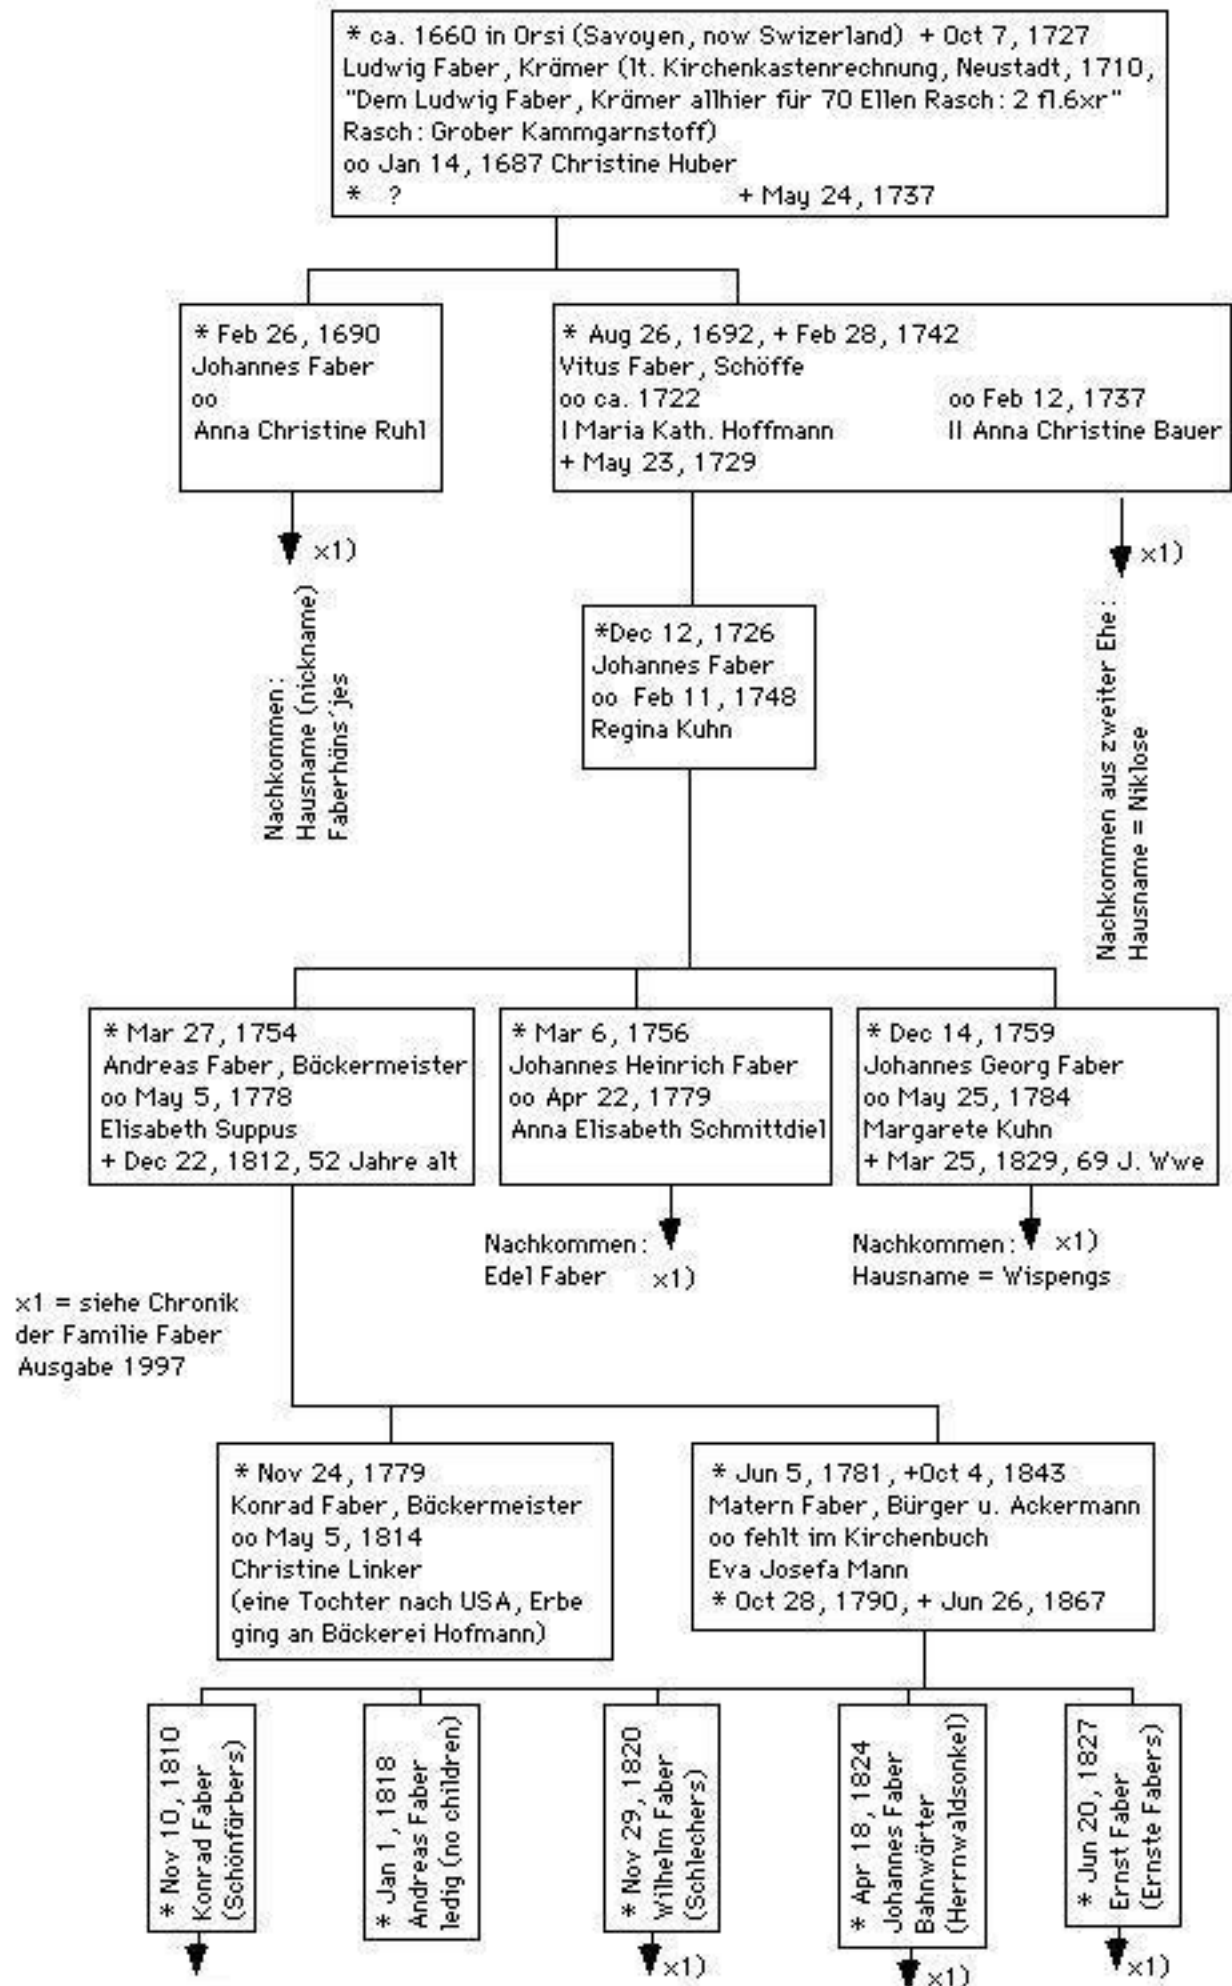 * ca. 1660 in Orsi (Savoyen, now Swizerland) + Oct 7, 1727
Ludwig Faber, Krämer (lt. Kirchenkastenrechnung, Neustadt, 1710,
"Dem Ludwig Faber, Krämer allhier für 70 Ellen Rasch: 2 fl.6xr"
Rasch: Grober Kammgarnstoff)
oo Jan 14, 1687 Christine Huber
* ? + May 24, 1737
* Feb 26, 1690
Johannes Faber
oo
Anna Christine Ruhl
x1)
Nachkommen:
Hausname (nickname)
Faberhäns´jes
* Aug 26, 1692, + Feb 28, 1742
Vitus Faber, Schöffe
oo ca. 1722
I Maria Kath. Hoffmann
+ May 23, 1729
oo Feb 12, 1737
II Anna Christine Bauer
x1)
Nachkommen aus zweiter Ehe:
Hausname = Niklose
*Dec 12, 1726
Johannes Faber
oo Feb 11, 1748
Regina Kuhn
* Mar 27, 1754
Andreas Faber, Bäckermeister
oo May 5, 1778
Elisabeth Suppus
+ Dec 22, 1812, 52 Jahre alt
* Mar 6, 1756
Johannes Heinrich Faber
oo Apr 22, 1779
Anna Elisabeth Schmittdiel
Nachkommen:
Edel Faber x1)
* Dec 14, 1759
Johannes Georg Faber
oo May 25, 1784
Margarete Kuhn
+ Mar 25, 1829, 69 J. Wwe
Nachkommen: x1)
Hausname = Wispengs
x1 = siehe Chronik
der Familie Faber
Ausgabe 1997
* Nov 24, 1779
Konrad Faber, Bäckermeister
oo May 5, 1814
Christine Linker
(eine Tochter nach USA, Erbe
ging an Bäckerei Hofmann)
* Jun 5, 1781, +Oct 4, 1843
Matern Faber, Bürger u. Ackermann
oo fehlt im Kirchenbuch
Eva Josefa Mann
* Oct 28, 1790, + Jun 26, 1867
* Nov 10, 1810
Konrad Faber
(Schönfärbers)
* Jan 1, 1818
Andreas Faber
ledig (no children)
* Nov 29, 1820
Wilhelm Faber
(Schlechers)
x1)
* Apr 18, 1824
Johannes Faber
Bahnwärter
(Herrnwaldsonkel)
x1)
* Jun 20, 1827
Ernst Faber
(Ernste Fabers)
x1)